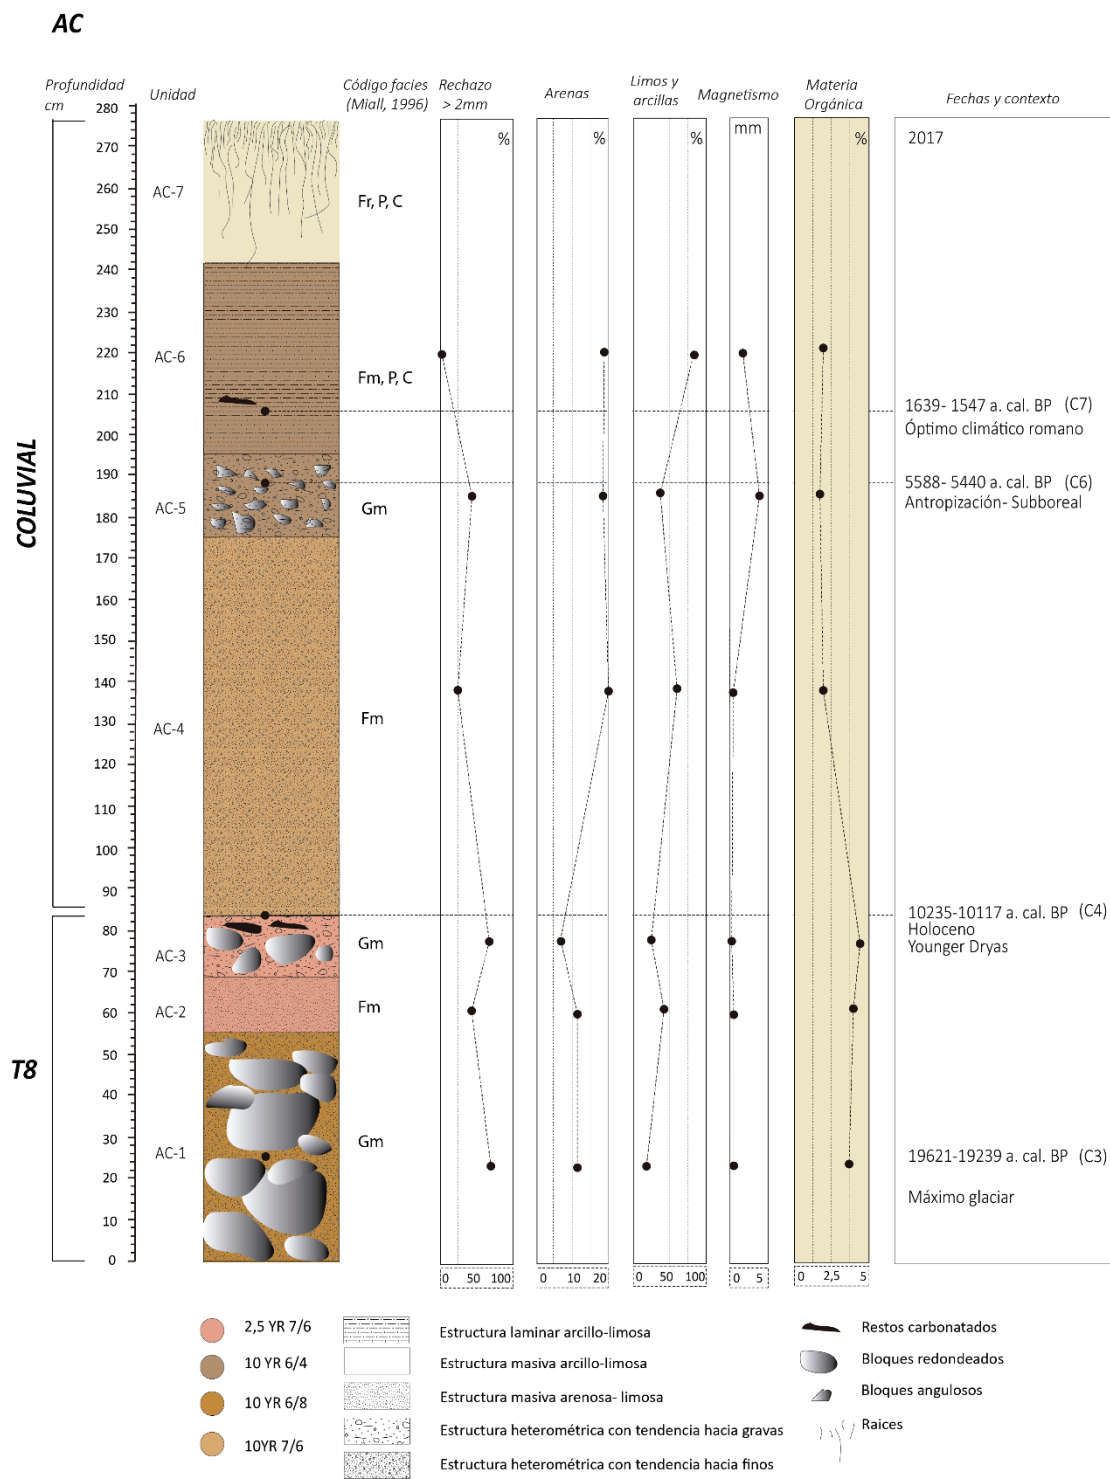 AC
Profundidad
cm
Unidad
Código facies
(Miall, 1996)
Rechazo
> 2mm
Arenas
Limos y
arcillas
Magnetismo
Materia
Orgánica
Fechas y contexto
280
270
260
250
240
230
220
210
200
190
180
170
160
150
140
130
120
110
100
90
80
70
60
50
40
30
20
10
0
COLUVIAL
T8
AC-7
AC-6
AC-5
AC-4
AC-3
AC-2
AC-1
Fr, P, C
Fm, P, C
Gm
Fm
Gm
Fm
Gm
%
%
%
mm
%
2017
1639- 1547 a. cal. BP (C7)
Óptimo climático romano
5588- 5440 a. cal. BP (C6)
Antropización- Subboreal
10235-10117 a. cal. BP (C4)
Holoceno
Younger Dryas
19621-19239 a. cal. BP (C3)
Máximo glaciar
0 50 100
0 10 20
0 50 100
0 5
0 2,5 5
2,5 YR 7/6
10 YR 6/4
10 YR 6/8
10YR 7/6
Estructura laminar arcillo-limosa
Estructura masiva arcillo-limosa
Estructura masiva arenosa- limosa
Estructura heterométrica con tendencia hacia gravas
Estructura heterométrica con tendencia hacia finos
Restos carbonatados
Bloques redondeados
Bloques angulosos
Raices